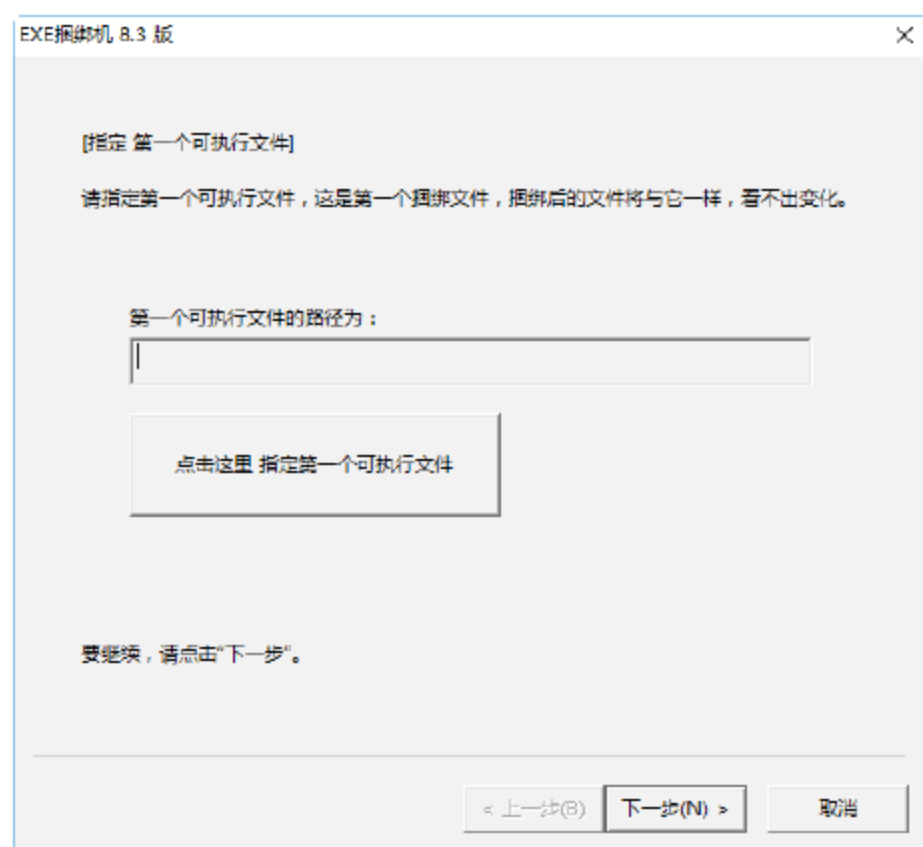 EXE捆绑机 8.3 版
[指定 第一个可执行文件]
请指定第一个可执行文件，这是第一个捆绑文件，捆绑后的文件将与它一样，看不出变化。
第一个可执行文件的路径为：
点击这里 指定第一个可执行文件
要继续，请点击“下一步”。
< 上一步(B)
下一步(N) >
取消